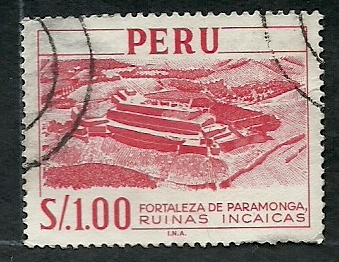 PERU
S/.1.00
FORTALEZA DE PARAMONGA,
RUINAS INCAICAS
I.N.A.